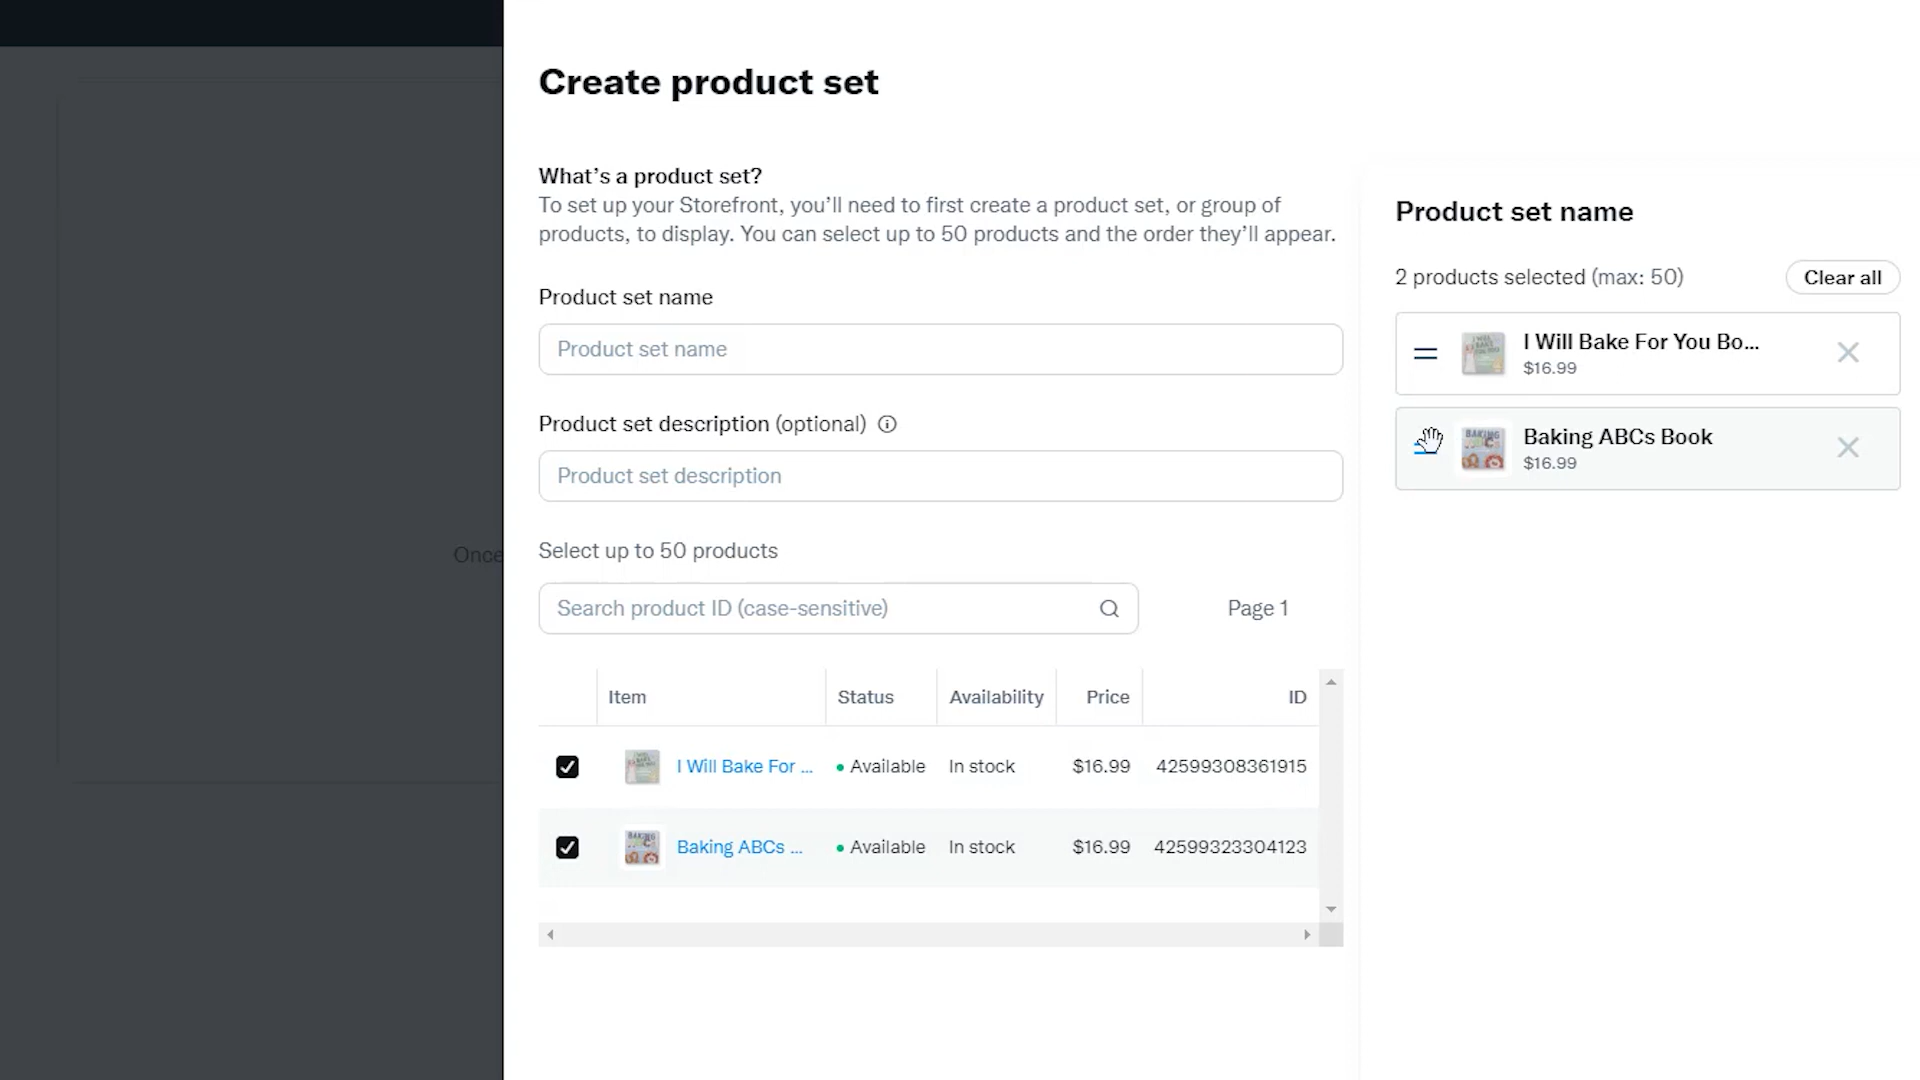 Create product set
What's a product set?
To set up your Storefront, you'll need to first create a product set, or group of
products, to display. You can select up to 50 products and the order they'll appear.
Product set name
Product set name
Product set description (optional)
Product set description
Once
Select up to 50 products
Search product ID (case-sensitive)
Page 1
Item Status Availability Price ID
I Will Bake For ... Available In stock $16.99 42599308361915
Baking ABCs ... Available In stock $16.99 42599323304123
Product set name
2 products selected (max: 50)
Clear all
I Will Bake For You Bo...
$16.99
Baking ABCs Book
$16.99